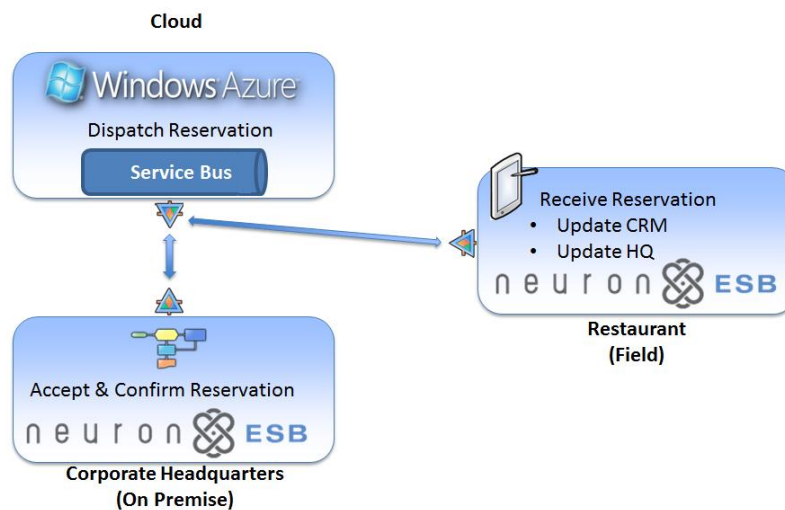 Cloud
Windows Azure
Dispatch Reservation
Service Bus
Receive Reservation
• Update CRM
• Update HQ
neuron ESB
Restaurant
(Field)
Accept & Confirm Reservation
neuron ESB
Corporate Headquarters
(On Premise)